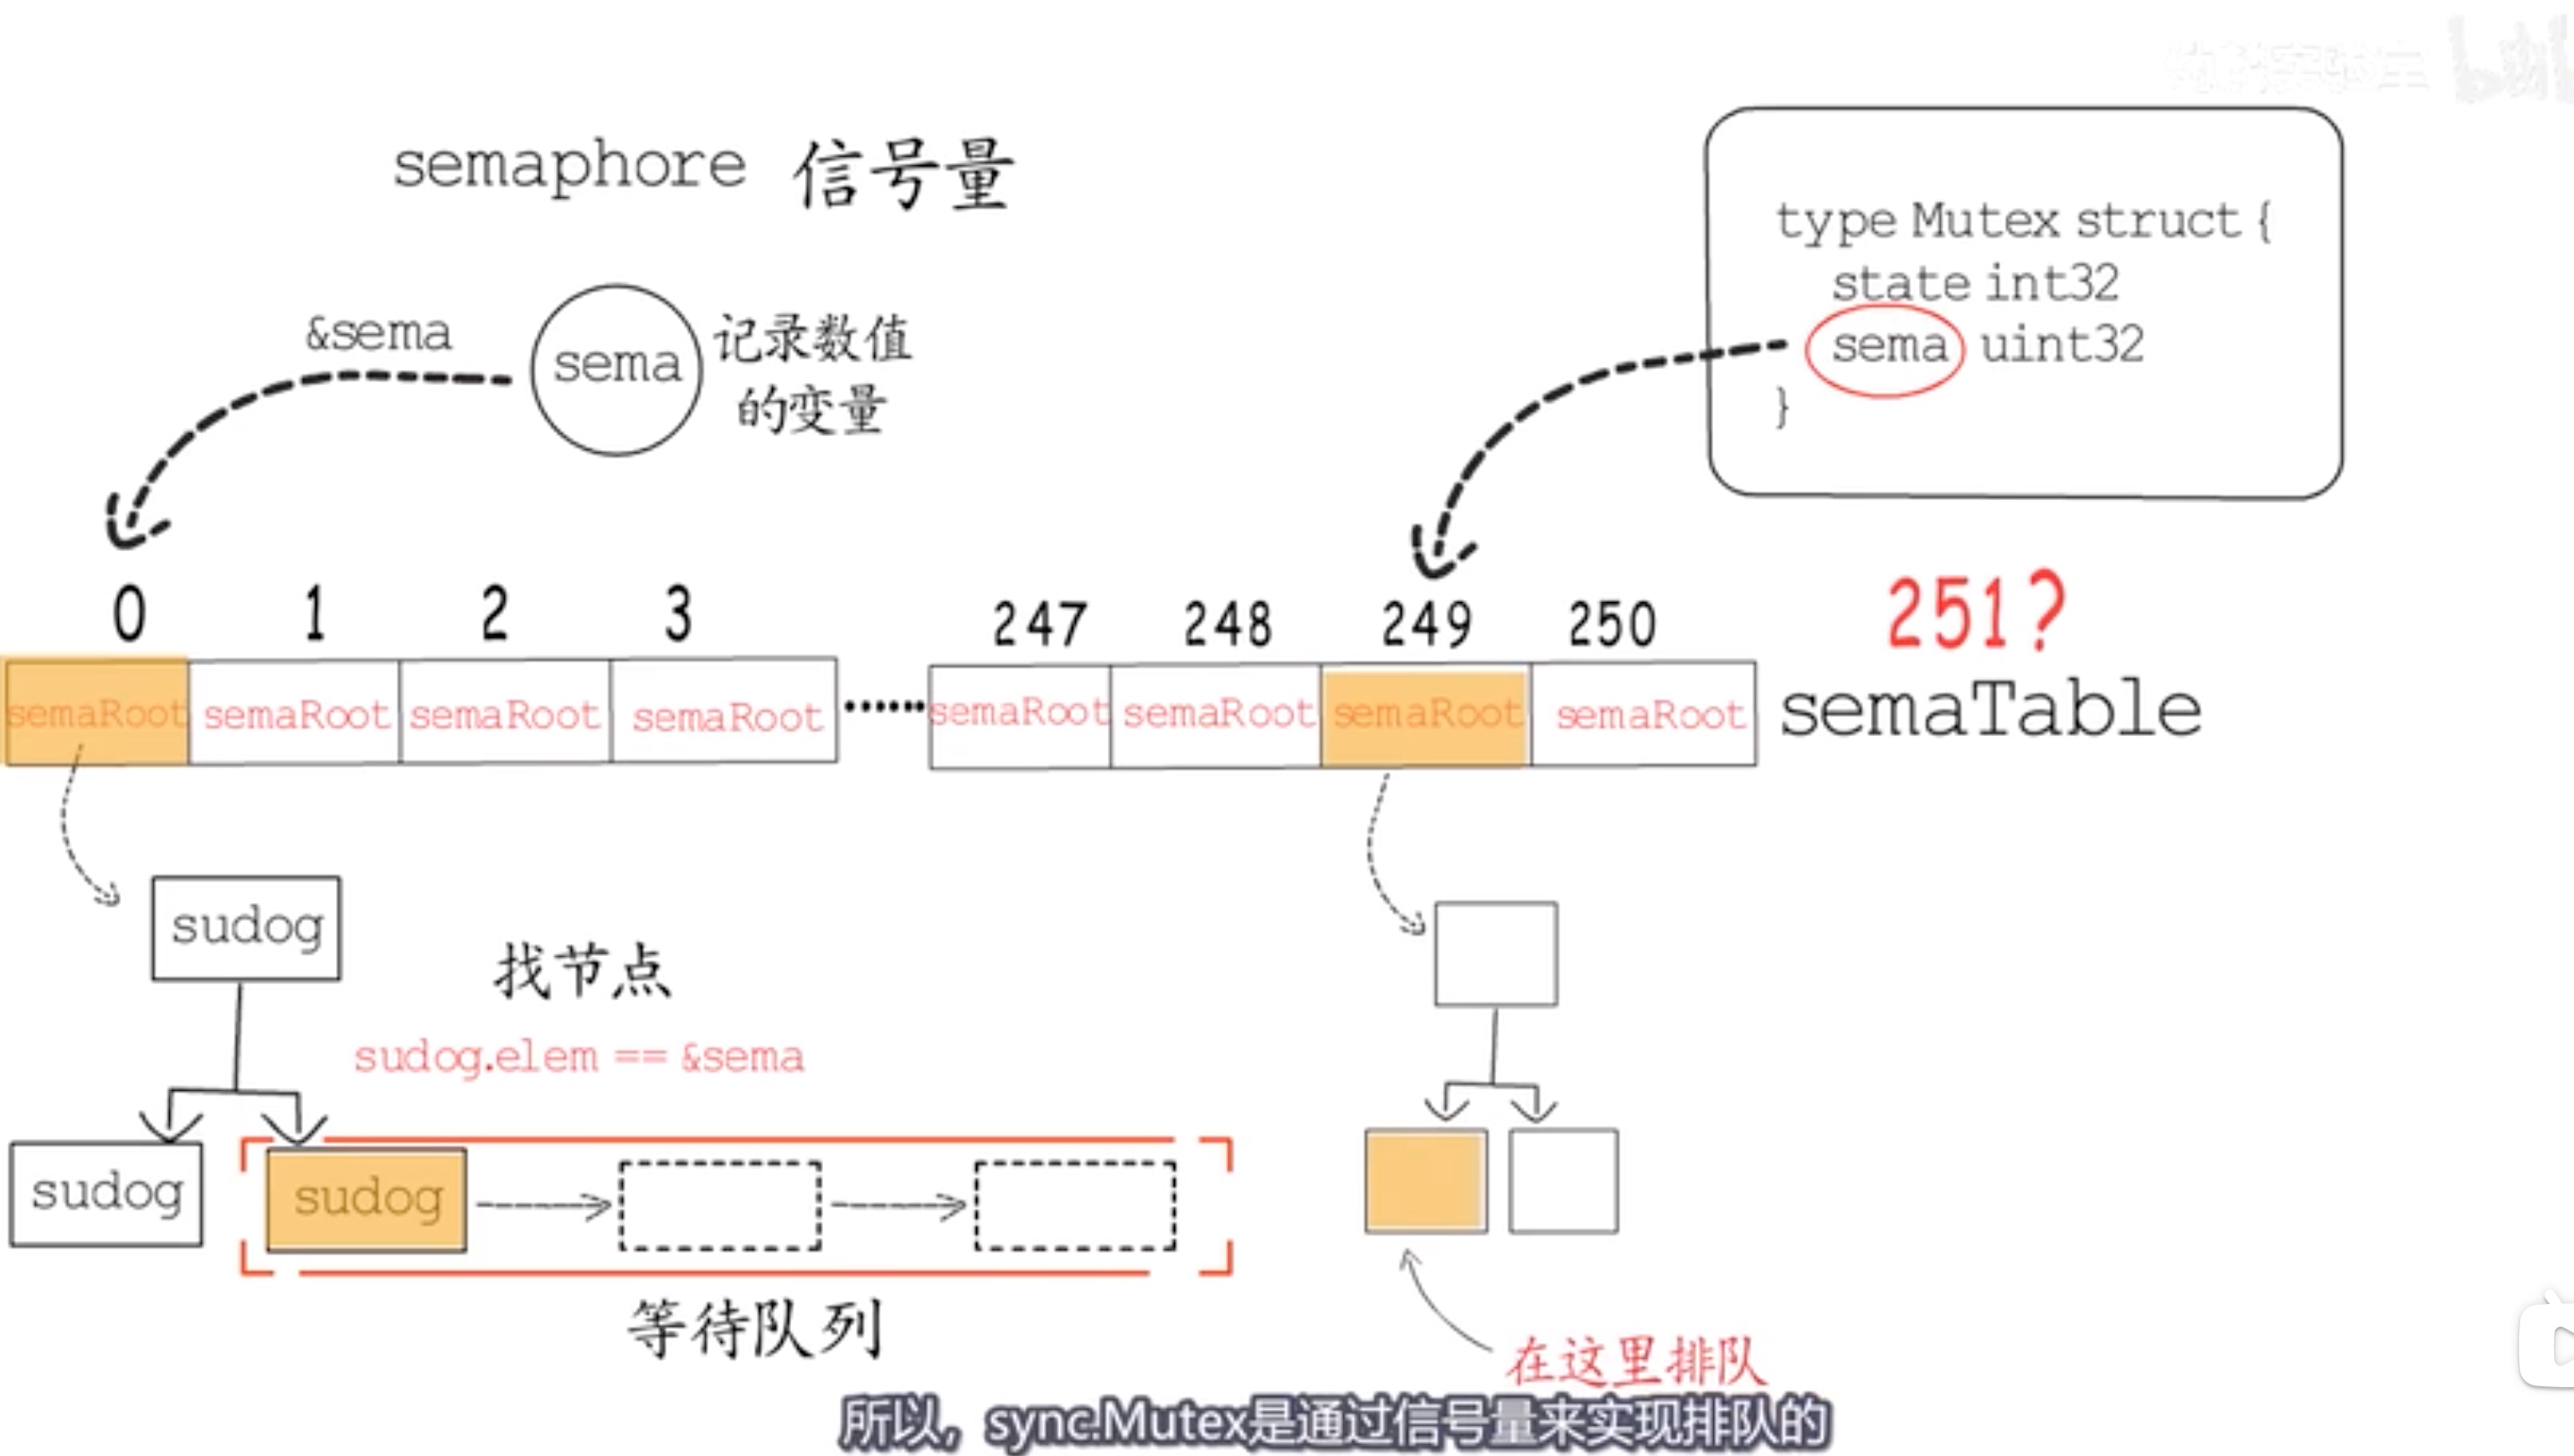 semaphore 信号量
type Mutex struct {
state int32
sema uint32
}
&sema
sema
记录数值
的变量
0 1 2 3 247 248 249 250 251?
semaRoot semaRoot semaRoot semaRoot semaRoot semaRoot semaRoot semaRoot semaTable
sudog
找节点
sudog.elem == &sema
sudog sudog
等待队列
在这里排队
所以，sync.Mutex是通过信号量来实现排队的